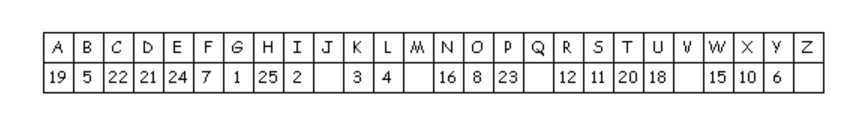 A B C D E F G H I J K L M N O P Q R S T U V W X Y Z
19 5 22 21 24 7 1 25 2 3 4 16 8 23 12 11 20 18 15 10 6